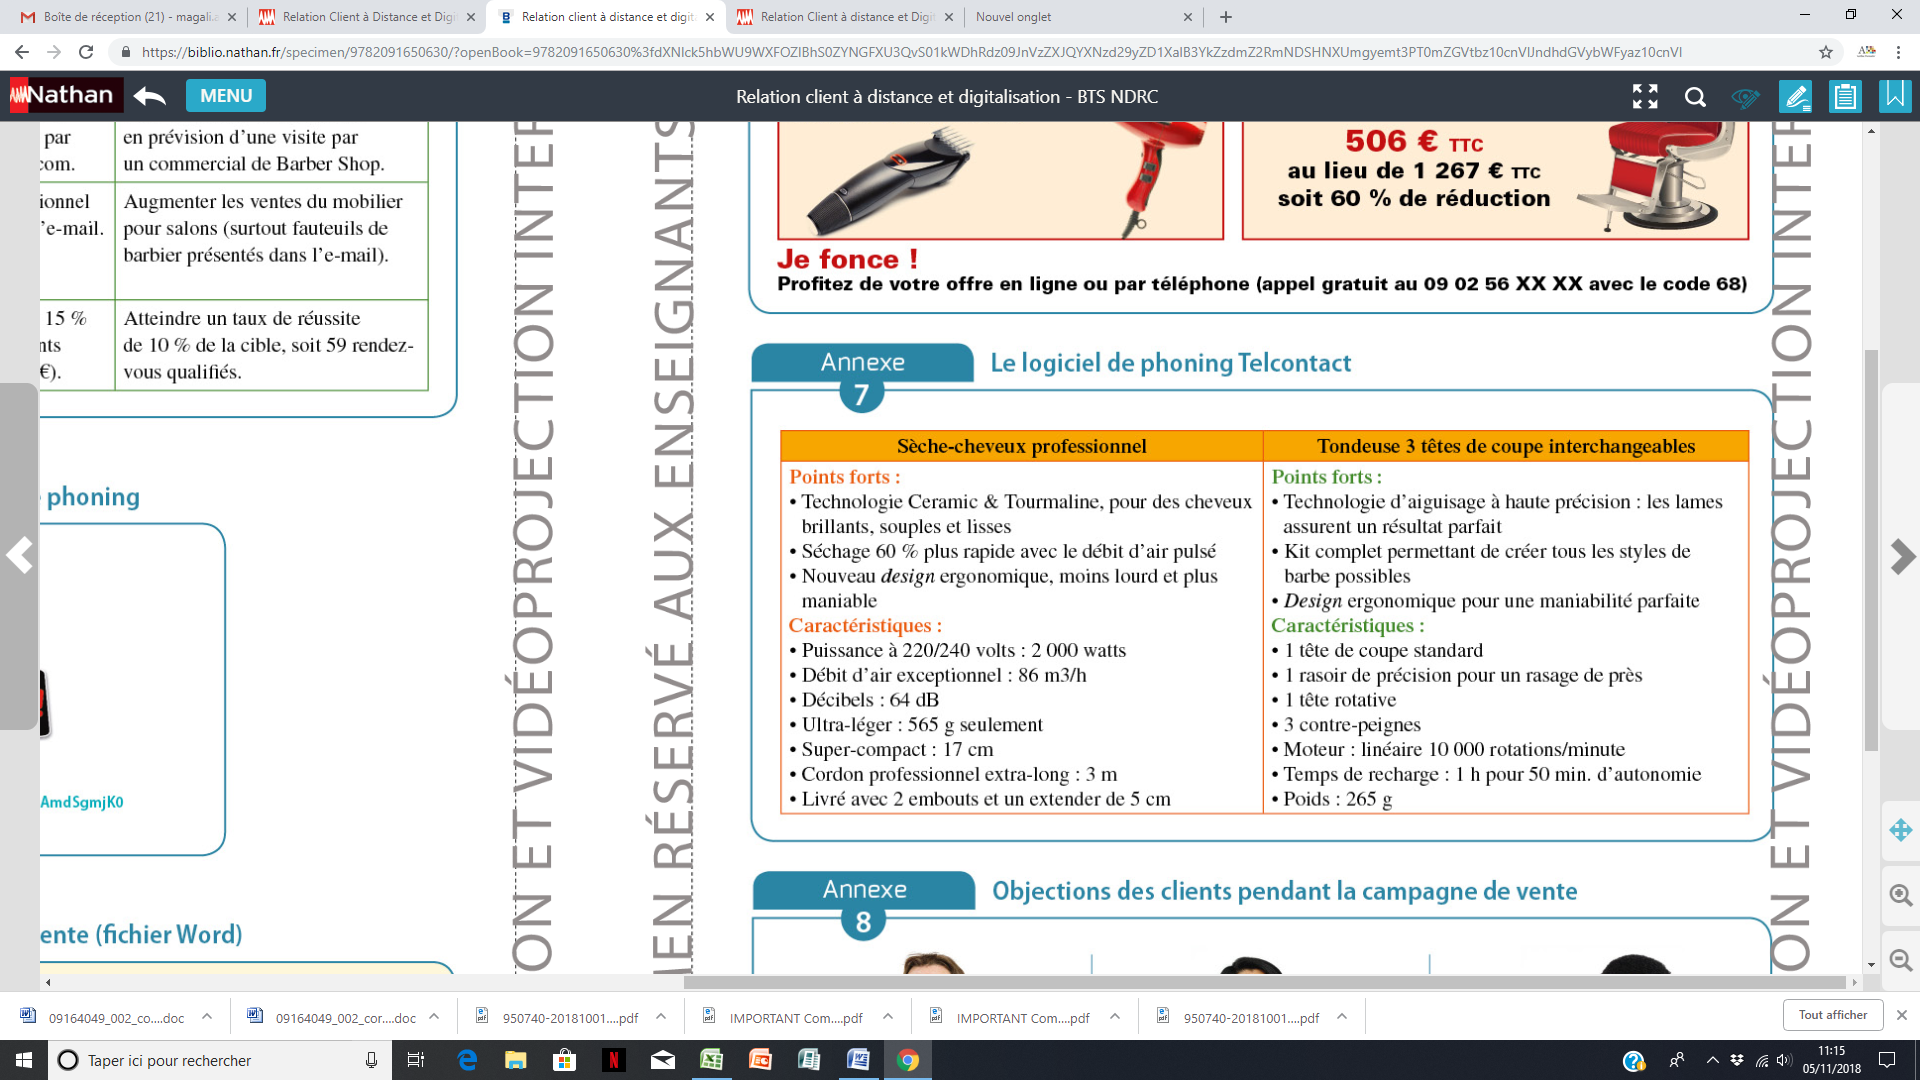 Boîte de réception (21) - magali.a
Relation Client à Distance et Digi
Relation client à distance et digita
Relation Client à distance et Digit
Nouvel onglet
https://biblio.nathan.fr/specimen/9782091650630/?openBook=9782091650630%3fdXNlck5hbWU9WXFOZlBhS0ZYNGFXU3QvS01kWDhRdz09JnVzZXJQYXNzd29yZD1XalB3YkZzdmZ2RmNDSHNXUmgyemt3PT0mZGVtbz10cnVlJndhdGVybWFyaz10cnVl
Nathan
MENU
Relation client à distance et digitalisation - BTS NDRC
par
com.
en prévision d’une visite par
un commercial de Barber Shop.
ionnel
’e-mail.
Augmenter les ventes du mobilier
pour salons (surtout fauteuils de
barbier présentés dans l’e-mail).
15 %
nts
€).
Atteindre un taux de réussite
de 10 % de la cible, soit 59 rendez-
vous qualifiés.
phoning
AmdSgmjK0
ente (fichier Word)
ON ET VIDÉOPROJECTION INTER
MEN RÉSERVÉ AUX ENSEIGNANTS
506 € TTC
au lieu de 1 267 € TTC
soit 60 % de réduction
Je fonce !
Profitez de votre offre en ligne ou par téléphone (appel gratuit au 09 02 56 XX XX avec le code 68)
Annexe
7
Le logiciel de phoning Telcontact
Sèche-cheveux professionnel
Points forts :
• Technologie Ceramic & Tourmaline, pour des cheveux
brillants, souples et lisses
• Séchage 60 % plus rapide avec le débit d’air pulsé
• Nouveau design ergonomique, moins lourd et plus
maniable
Caractéristiques :
• Puissance à 220/240 volts : 2 000 watts
• Débit d’air exceptionnel : 86 m3/h
• Décibels : 64 dB
• Ultra-léger : 565 g seulement
• Super-compact : 17 cm
• Cordon professionnel extra-long : 3 m
• Livré avec 2 embouts et un extender de 5 cm
Tondeuse 3 têtes de coupe interchangeables
Points forts :
• Technologie d’aiguisage à haute précision : les lames
assurent un résultat parfait
• Kit complet permettant de créer tous les styles de
barbe possibles
• Design ergonomique pour une maniabilité parfaite
Caractéristiques :
• 1 tête de coupe standard
• 1 rasoir de précision pour un rasage de près
• 1 tête rotative
• 3 contre-peignes
• Moteur : linéaire 10 000 rotations/minute
• Temps de recharge : 1 h pour 50 min. d’autonomie
• Poids : 265 g
Annexe
8
Objections des clients pendant la campagne de vente
ON ET VIDÉOPROJECTION INTER
09164049_002_co....doc
09164049_002_cor....doc
950740-20181001....pdf
IMPORTANT Com....pdf
IMPORTANT Com....pdf
950740-20181001....pdf
Tout afficher
Taper ici pour rechercher
11:15
05/11/2018